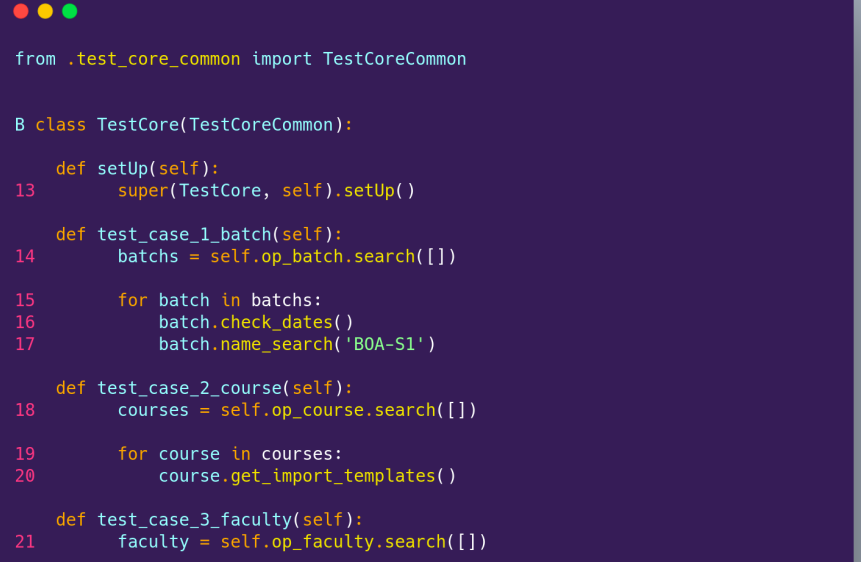 from .test_core_common import TestCoreCommon
B class TestCore(TestCoreCommon):
    def setUp(self):
13        super(TestCore, self).setUp()
    def test_case_1_batch(self):
14        batchs = self.op_batch.search([])
15        for batch in batchs:
16            batch.check_dates()
17            batch.name_search('BOA-S1')
    def test_case_2_course(self):
18        courses = self.op_course.search([])
19        for course in courses:
20            course.get_import_templates()
    def test_case_3_faculty(self):
21        faculty = self.op_faculty.search([])